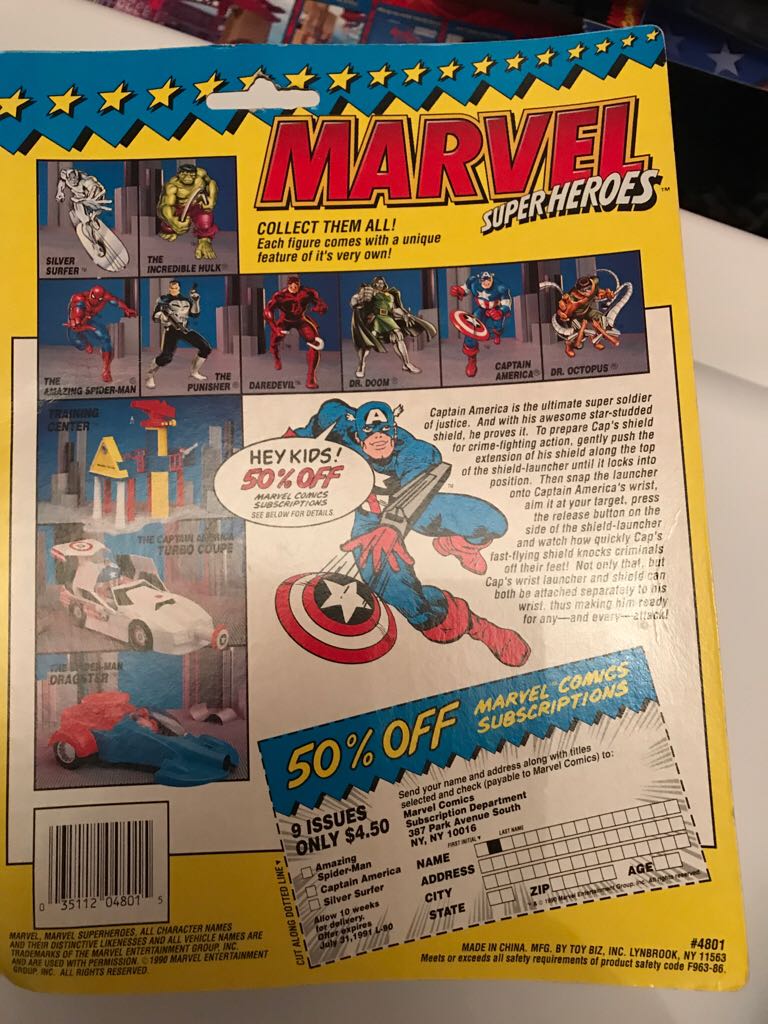 MARVEL
SUPER HEROES™
COLLECT THEM ALL!
Each figure comes with a unique
feature of it's very own!
SILVER
SURFER™
THE
INCREDIBLE HULK®
THE
AMAZING SPIDER-MAN
THE
PUNISHER®
DAREDEVIL™
DR. DOOM®
CAPTAIN
AMERICA®
DR. OCTOPUS®
TRAINING
CENTER
THE CAPTAIN AMERICA
TURBO COUPE
THE SPIDER-MAN
DRAGSTER
HEY KIDS!
50% OFF
MARVEL COMICS
SUBSCRIPTIONS
SEE BELOW FOR DETAILS.
Captain America is the ultimate super soldier
of justice. And with his awesome star-studded
shield, he proves it. To prepare Cap's shield
for crime-fighting action, gently push the
extension of his shield along the top
of the shield-launcher until it locks into
position. Then snap the launcher
onto Captain America's wrist,
aim it at your target, press
the release button on the
side of the shield-launcher
and watch how quickly Cap's
fast-flying shield knocks criminals
off their feet! Not only that, but
Cap's wrist launcher and shield can
both be attached separately to his
wrist, thus making him ready
for any—and every—attack!
50% OFF MARVEL COMICS
SUBSCRIPTIONS
9 ISSUES
ONLY $4.50
Amazing
Spider-Man
Captain America
Silver Surfer
Allow 10 weeks
for delivery.
Offer expires
July 31, 1991 L-90
CUT ALONG DOTTED LINE
Send your name and address along with titles
selected and check (payable to Marvel Comics) to:
Marvel Comics
Subscription Department
387 Park Avenue South
NY, NY 10016
FIRST INITIAL LAST NAME
NAME
ADDRESS
CITY
STATE ZIP AGE
© 1990 Marvel Entertainment Group, Inc. All rights reserved.
0 35112 04801 5
MARVEL, MARVEL SUPERHEROES, ALL CHARACTER NAMES
AND THEIR DISTINCTIVE LIKENESSES AND ALL VEHICLE NAMES ARE
TRADEMARKS OF THE MARVEL ENTERTAINMENT GROUP, INC.
AND ARE USED WITH PERMISSION. ©1990 MARVEL ENTERTAINMENT
GROUP, INC. ALL RIGHTS RESERVED.
#4801
MADE IN CHINA. MFG. BY TOY BIZ, INC. LYNBROOK, NY 11563
Meets or exceeds all safety requirements of product safety code F963-86.